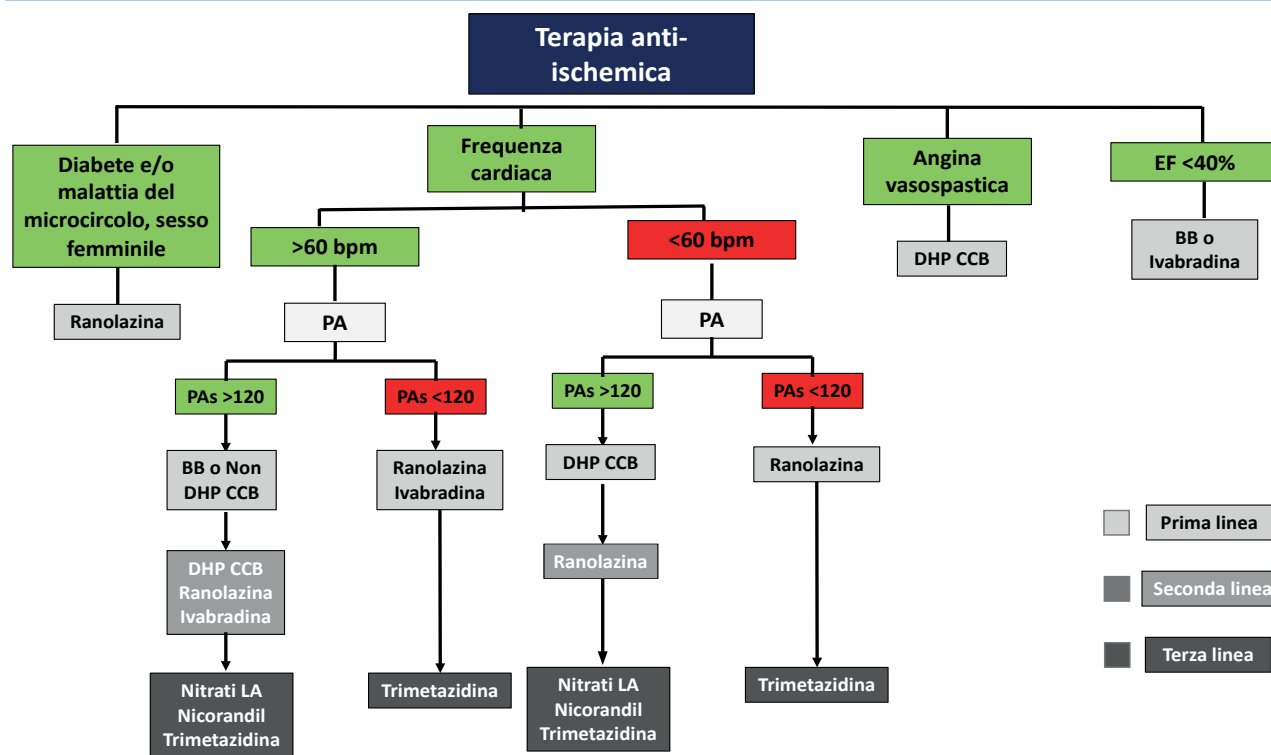 Terapia anti-
ischemica
Diabete e/o
malattia del
microcircolo, sesso
femminile
Frequenza
cardiaca
Angina
vasospastica
EF <40%
>60 bpm
<60 bpm
DHP CCB
BB o
Ivabradina
Ranolazina
PA
PA
PAs >120
PAs <120
PAs >120
PAs <120
BB o Non
DHP CCB
Ranolazina
Ivabradina
DHP CCB
Ranolazina
DHP CCB
Ranolazina
Ivabradina
Ranolazina
Nitrati LA
Nicorandil
Trimetazidina
Trimetazidina
Nitrati LA
Nicorandil
Trimetazidina
Trimetazidina
Prima linea
Seconda linea
Terza linea